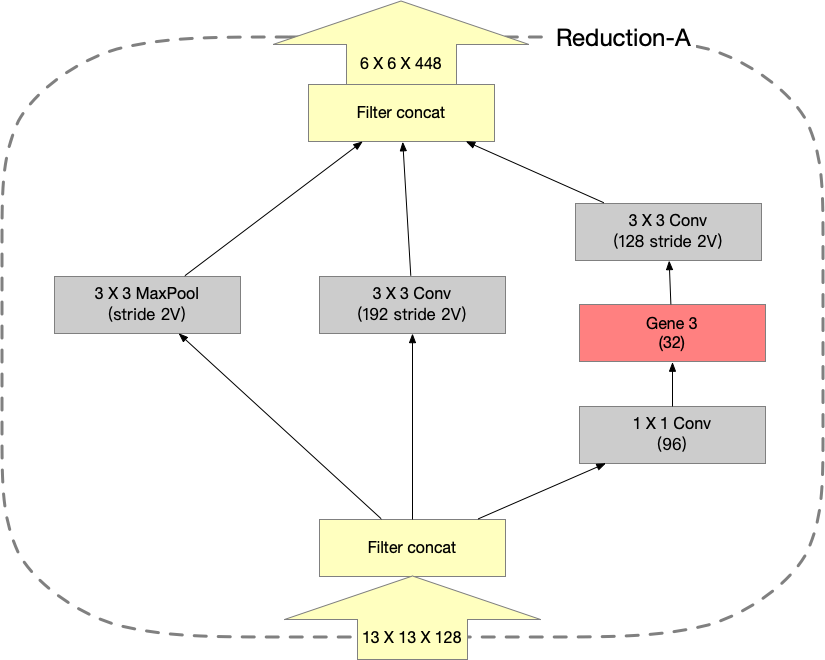 Reduction-A
6 X 6 X 448
Filter concat
3 X 3 Conv
(128 stride 2V)
3 X 3 MaxPool
(stride 2V)
3 X 3 Conv
(192 stride 2V)
Gene 3
(32)
1 X 1 Conv
(96)
Filter concat
13 X 13 X 128